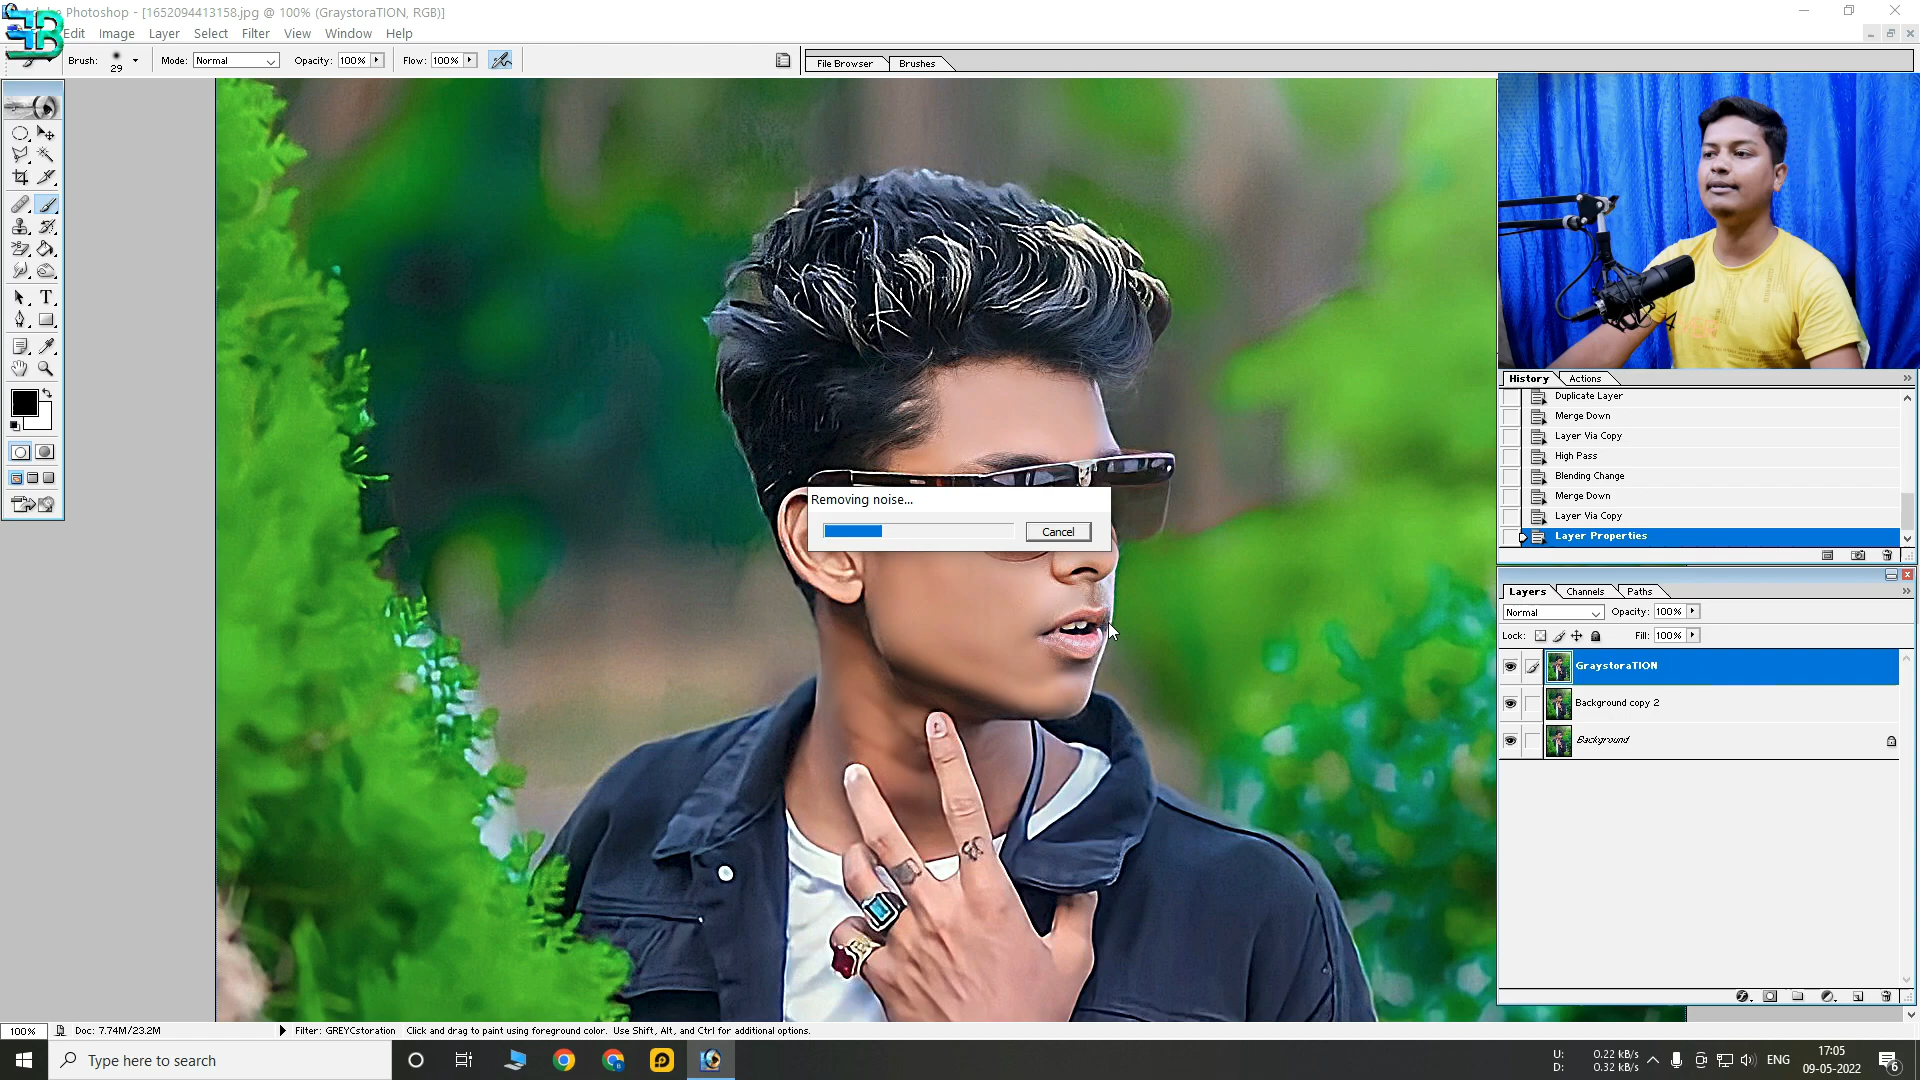 Adobe Photoshop - [1652094413158.jpg @ 100% (GraystoraTION, RGB)]
Edit Image Layer Select Filter View Window Help
Brush: 29 Mode: Normal Opacity: 100% Flow: 100% File Browser Brushes
History Actions
Duplicate Layer
Merge Down
Layer Via Copy
High Pass
Blending Change
Merge Down
Layer Via Copy
Layer Properties
Removing noise...
Cancel
Layers Channels Paths
Normal Opacity: 100%
Lock: Fill: 100%
GraystoraTION
Background copy 2
Background
100% Doc: 7.74M/23.2M Filter: GREYCstoration Click and drag to paint using foreground color. Use Shift, Alt, and Ctrl for additional options.
Type here to search
U: 0.22 kB/s
D: 0.32 kB/s
ENG
17:05
09-05-2022
6